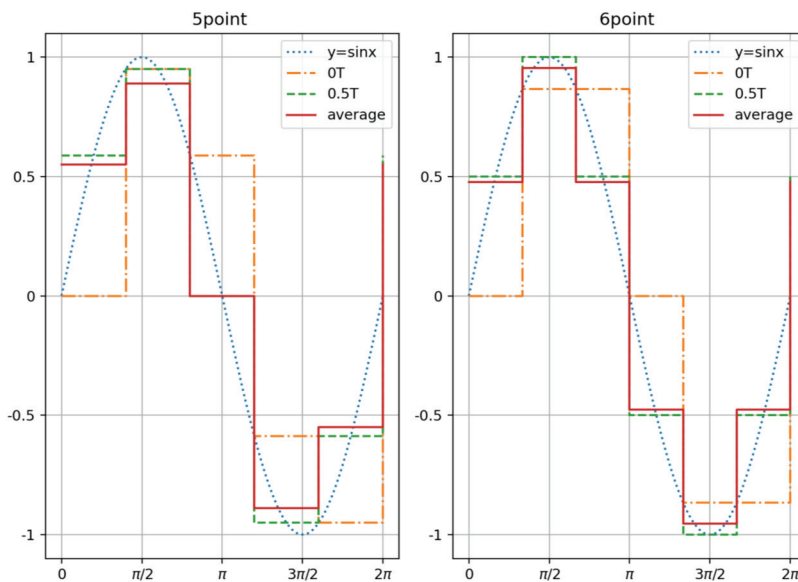 5point
1
0.5
0
-0.5
-1
0
π/2
π
3π/2
2π
y=sinx
0T
0.5T
average
6point
1
0.5
0
-0.5
-1
0
π/2
π
3π/2
2π
y=sinx
0T
0.5T
average